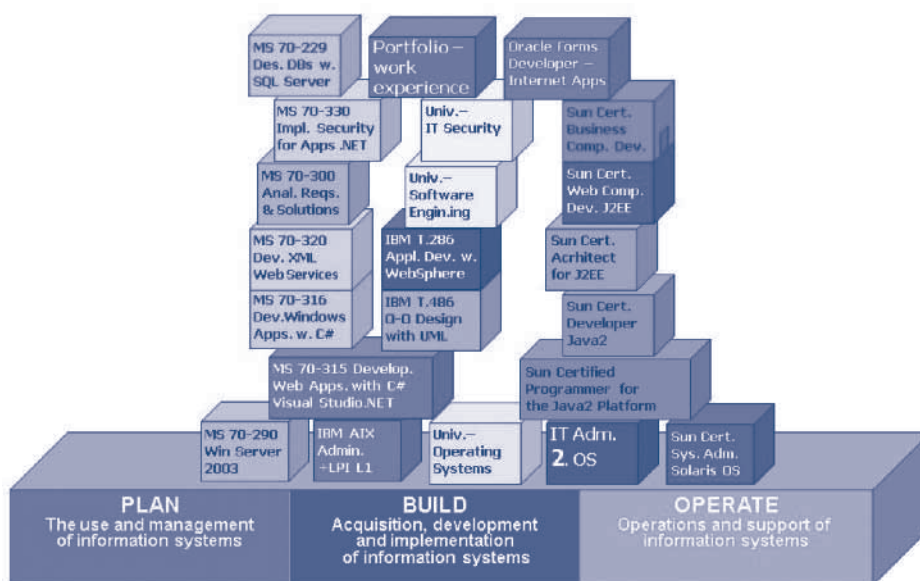 MS 70-229
Des. DBs w.
SQL Server
Portfolio –
work
experience
Oracle Forms
Developer –
Internet Apps
MS 70-330
Impl. Security
for Apps .NET
Univ.–
IT Security
Sun Cert.
Business
Comp. Dev.
MS 70-300
Anal. Reqs.
& Solutions
Univ.–
Software
Engin.ing
Sun Cert.
Web Comp.
Dev. J2EE
MS 70-320
Dev. XML
Web Services
IBM T.286
Appl. Dev. w.
WebSphere
Sun Cert.
Acrhitect
for J2EE
MS 70-316
Dev.Windows
Apps. w. C#
IBM T.486
O-O Design
with UML
Sun Cert.
Developer
Java2
MS 70-315 Develop.
Web Apps. with C#
Visual Studio.NET
Sun Certified
Programmer for
the Java2 Platform
MS 70-290
Win Server
2003
IBM AIX
Admin.
+LPI L1
Univ.–
Operating
Systems
IT Adm.
2. OS
Sun Cert.
Sys. Adm.
Solaris OS
PLAN
The use and management
of information systems
BUILD
Acquisition, development
and implementation
of information systems
OPERATE
Operations and support of
information systems